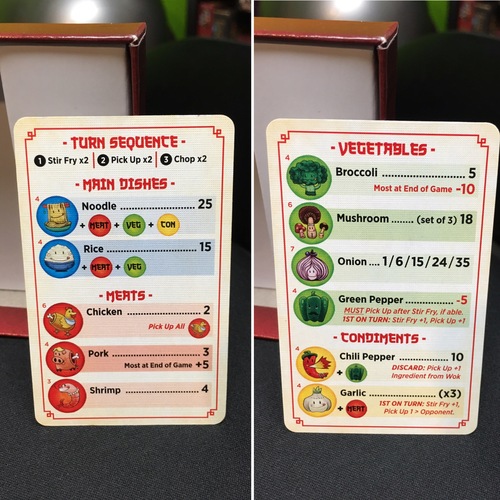 - TURN SEQUENCE -
1 Stir Fry x2 | 2 Pick Up x2 | 3 Chop x2
- MAIN DISHES -
4
Noodle .................... 25
+ MEAT + VEG + CON
4
Rice .......................... 15
+ MEAT + VEG
- MEATS -
6
Chicken ..................... 2
Pick Up All
4
Pork ........................... 3
Most at End of Game +5
3
Shrimp ....................... 4
- VEGETABLES -
4
Broccoli ...................... 5
Most at End of Game -10
6
Mushroom ....... (set of 3) 18
7
Onion .... 1/6/15/24/35
4
Green Pepper ............ -5
MUST Pick Up after Stir Fry, if able.
1ST ON TURN: Stir Fry +1, Pick Up +1
- CONDIMENTS -
Chili Pepper .............. 10
+ DISCARD: Pick Up +1
Ingredient from Wok
Garlic ....................... (x3)
+ MEAT 1ST ON TURN: Stir Fry +1,
Pick Up 1 > Opponent.